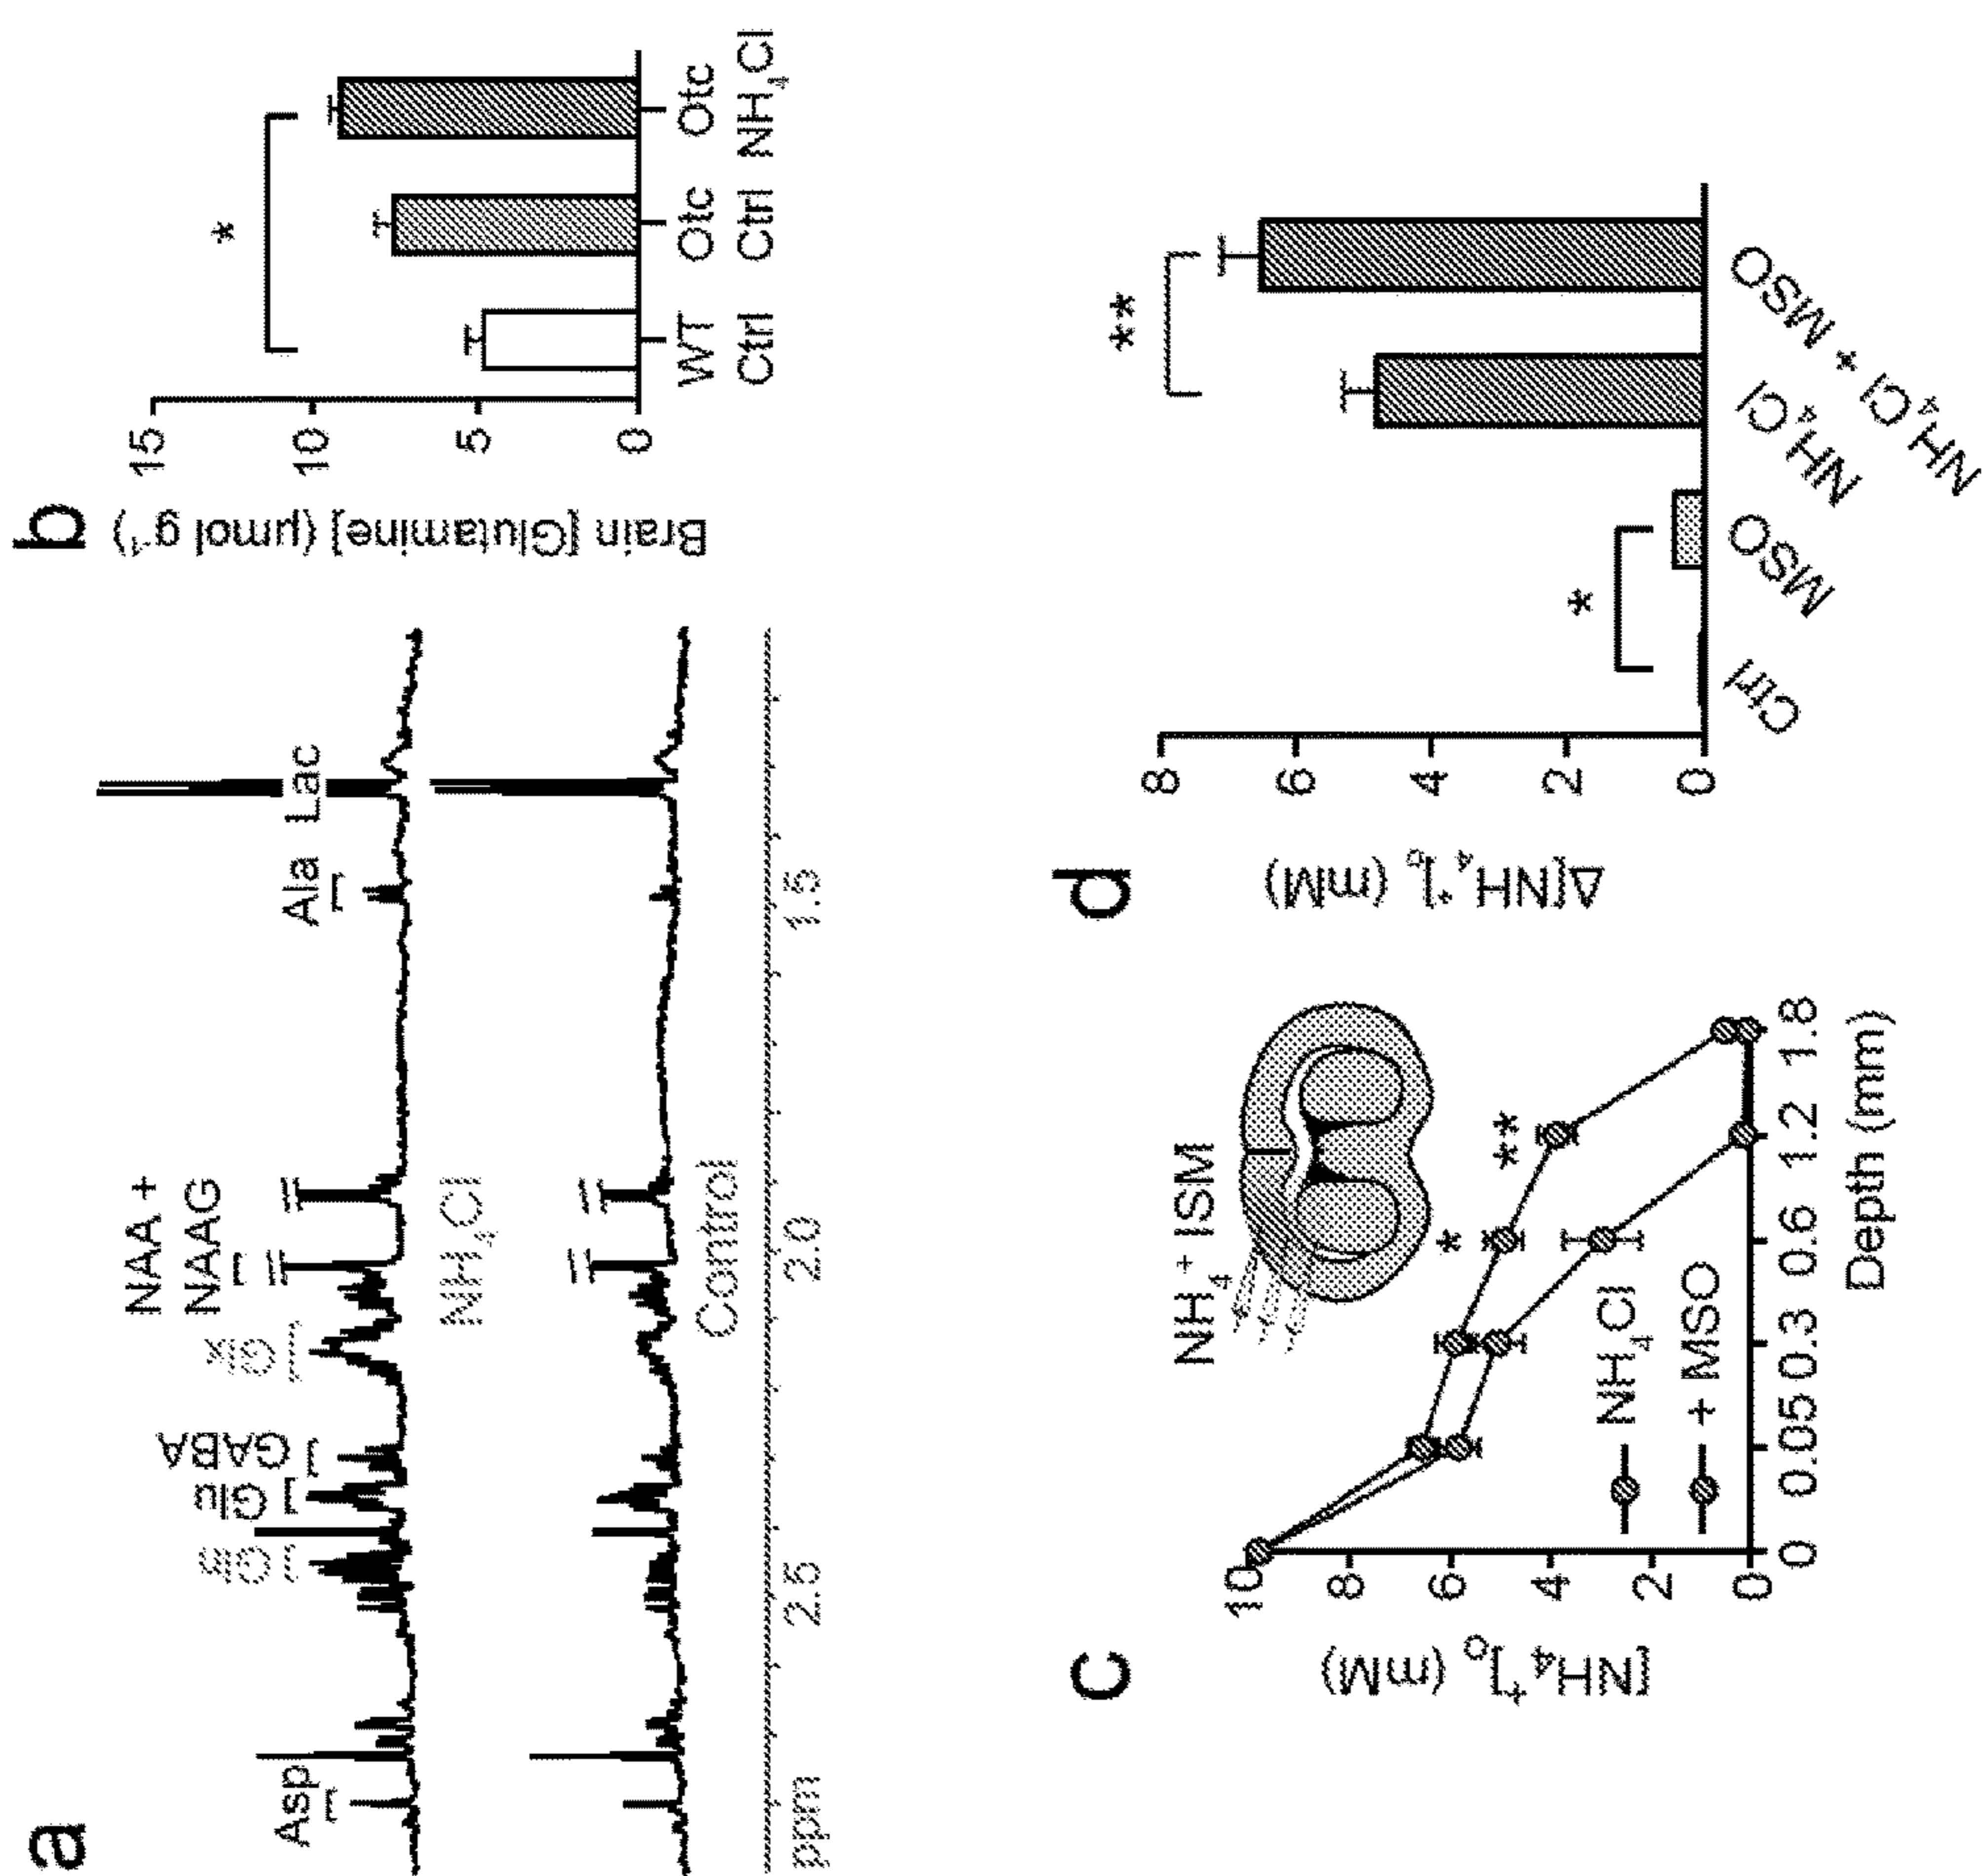 a
Asp
Gln
Glu
GABA
Glx
NAA +
NAAG
Ala
Lac
NH4Cl
Control
ppm
2.5
2.0
1.5
b
Brain [Glutamine] (µmol g-1)
15
10
5
0
*
WT
Ctrl
Otc
Ctrl
Otc
NH4Cl
c
[NH4+]o (mM)
10
8
6
4
2
0
NH4+ ISM
*
**
NH4Cl
+ MSO
0
0.05
0.3
0.6
1.2
1.8
Depth (mm)
d
Δ[NH4+]o (mM)
8
6
4
2
0
*
**
Ctrl
MSO
NH4Cl
NH4Cl + MSO